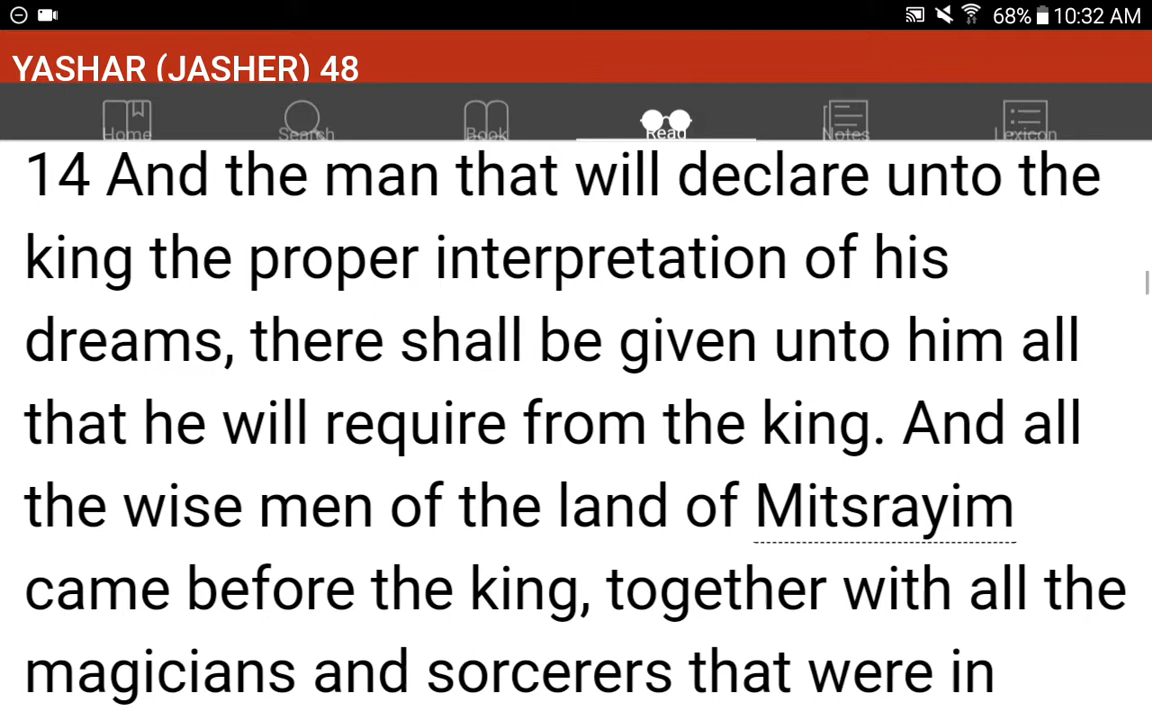 68% 10:32 AM
YASHAR (JASHER) 48
Home Search Book Read Notes Lexicon
14 And the man that will declare unto the
king the proper interpretation of his
dreams, there shall be given unto him all
that he will require from the king. And all
the wise men of the land of Mitsrayim
came before the king, together with all the
magicians and sorcerers that were in